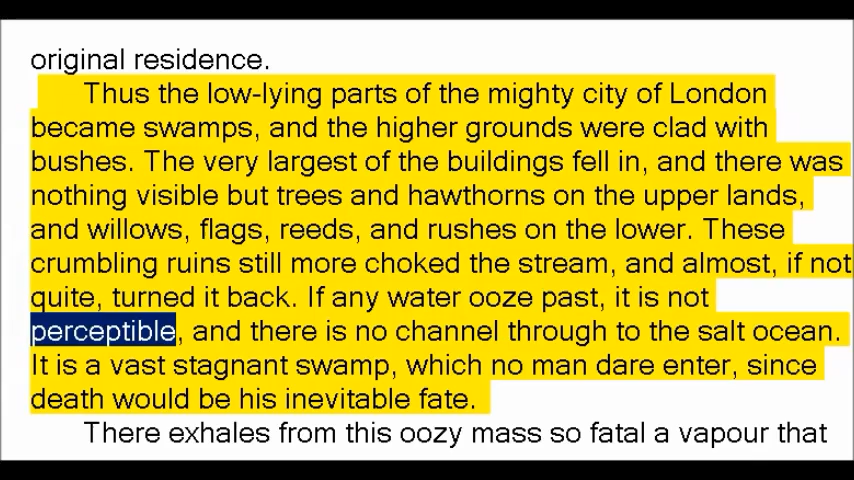 original residence.
Thus the low-lying parts of the mighty city of London
became swamps, and the higher grounds were clad with
bushes. The very largest of the buildings fell in, and there was
nothing visible but trees and hawthorns on the upper lands,
and willows, flags, reeds, and rushes on the lower. These
crumbling ruins still more choked the stream, and almost, if not
quite, turned it back. If any water ooze past, it is not
perceptible, and there is no channel through to the salt ocean.
It is a vast stagnant swamp, which no man dare enter, since
death would be his inevitable fate.
There exhales from this oozy mass so fatal a vapour that